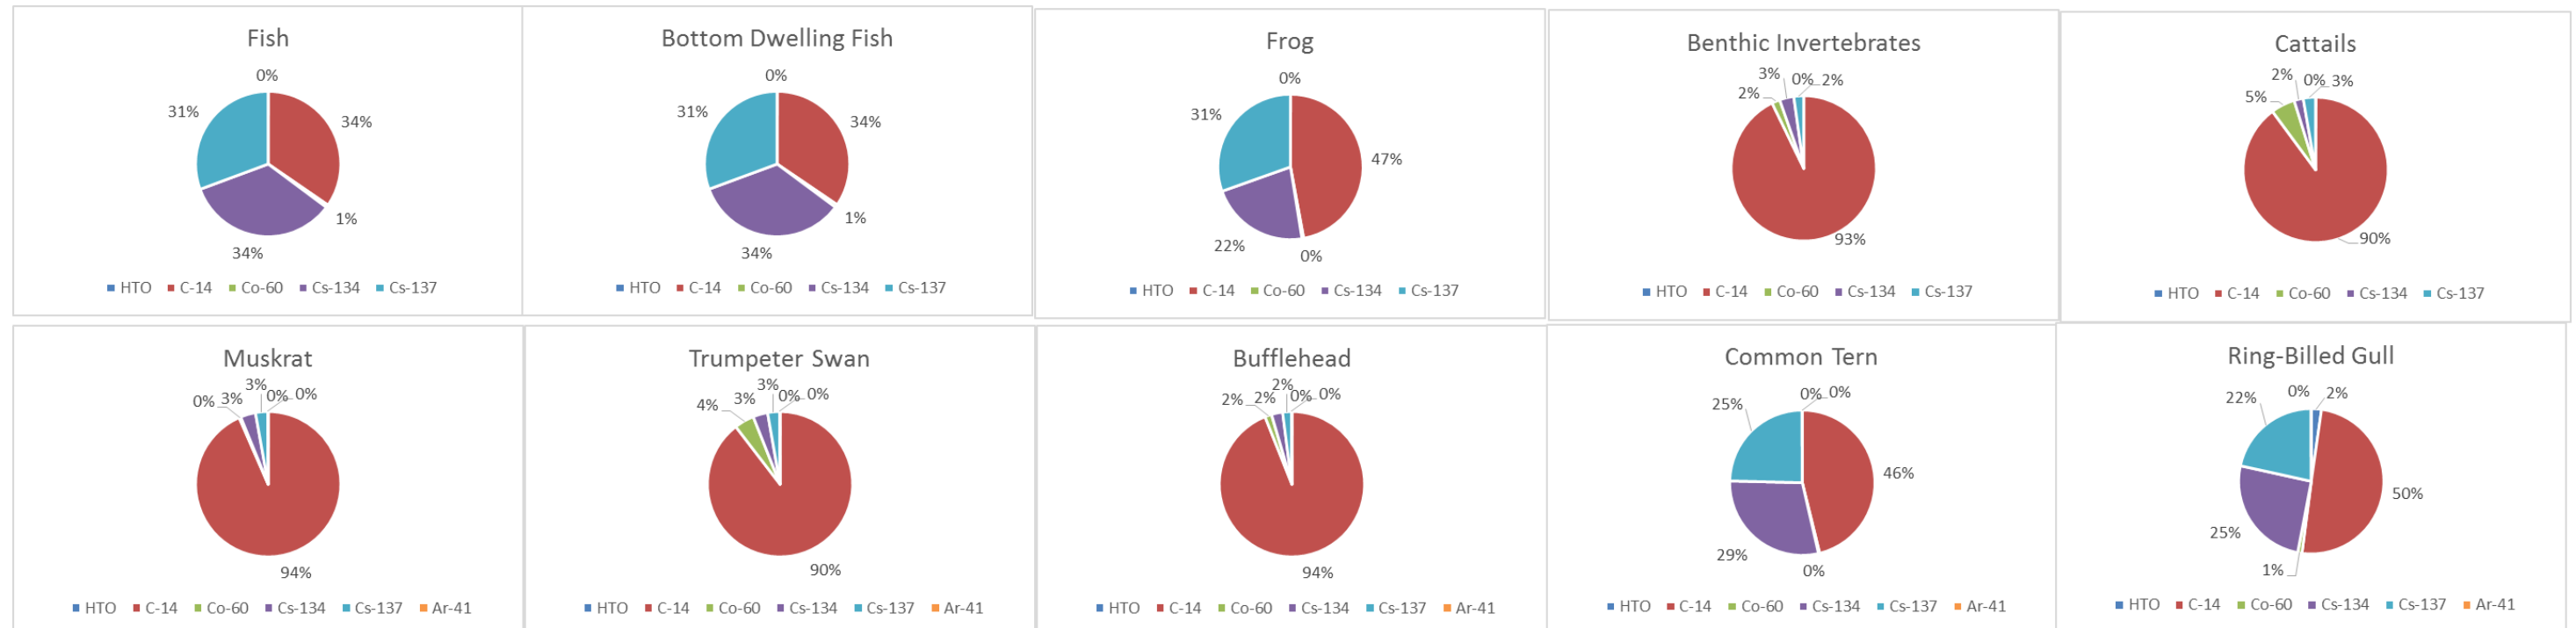 Fish
0%
31%
34%
1%
34%
HTO C-14 Co-60 Cs-134 Cs-137
Bottom Dwelling Fish
0%
31%
34%
1%
34%
HTO C-14 Co-60 Cs-134 Cs-137
Frog
0%
31%
47%
22%
0%
HTO C-14 Co-60 Cs-134 Cs-137
Benthic Invertebrates
3% 0% 2%
2%
93%
HTO C-14 Co-60 Cs-134 Cs-137
Cattails
2% 0% 3%
5%
90%
HTO C-14 Co-60 Cs-134 Cs-137
Muskrat
3%
0% 3% 0% 0%
94%
HTO C-14 Co-60 Cs-134 Cs-137 Ar-41
Trumpeter Swan
3%
4% 3% 0% 0%
90%
HTO C-14 Co-60 Cs-134 Cs-137 Ar-41
Bufflehead
2%
2% 2% 0% 0%
94%
HTO C-14 Co-60 Cs-134 Cs-137 Ar-41
Common Tern
0% 0%
25%
46%
29%
0%
HTO C-14 Co-60 Cs-134 Cs-137 Ar-41
Ring-Billed Gull
0% 2%
22%
50%
25%
1%
HTO C-14 Co-60 Cs-134 Cs-137 Ar-41